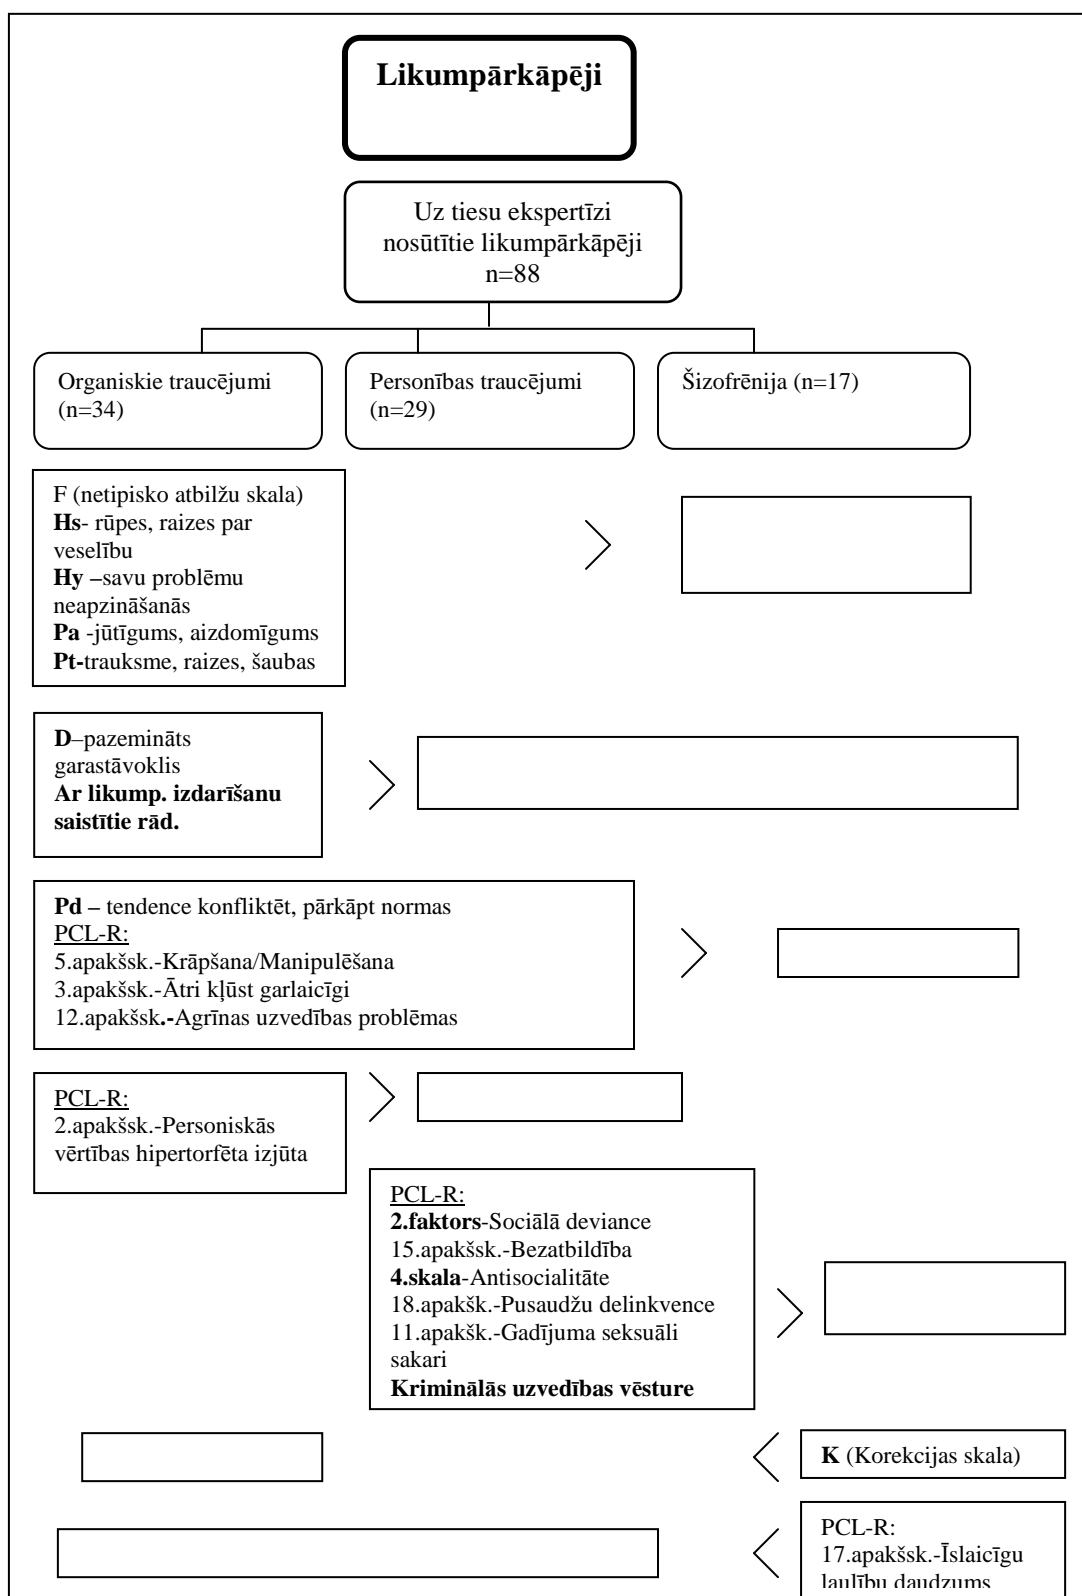 Likumpārkāpēji
Uz tiesu ekspertīzi
nosūtītie likumpārkāpēji
n=88
Organiskie traucējumi
(n=34)
Personības traucējumi
(n=29)
Šizofrēnija (n=17)
F (netipisko atbilžu skala)
Hs- rūpes, raizes par
veselību
Hy –savu problēmu
neapzināšanās
Pa -jūtīgums, aizdomīgums
Pt-trauksme, raizes, šaubas
D–pazemināts
garastāvoklis
Ar likump. izdarīšanu
saistītie rād.
Pd – tendence konfliktēt, pārkāpt normas
PCL-R:
5.apakšsk.-Krāpšana/Manipulēšana
3.apakšsk.-Ātri kļūst garlaicīgi
12.apakšsk.-Agrīnas uzvedības problēmas
PCL-R:
2.apakšsk.-Personiskās
vērtības hipertorfēta izjūta
PCL-R:
2.faktors-Sociālā deviance
15.apakšsk.-Bezatbildība
4.skala-Antisocialitāte
18.apakšk.-Pusaudžu delinkvence
11.apakšk.-Gadījuma seksuāli
sakari
Kriminālās uzvedības vēsture
K (Korekcijas skala)
PCL-R:
17.apakšsk.-Īslaicīgu
laulību daudzums